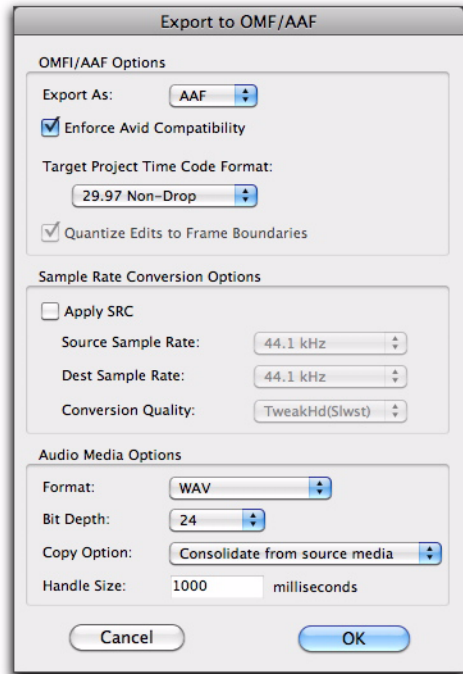 Export to OMF/AAF
OMFI/AAF Options
Export As: AAF
Enforce Avid Compatibility
Target Project Time Code Format:
29.97 Non-Drop
Quantize Edits to Frame Boundaries
Sample Rate Conversion Options
Apply SRC
Source Sample Rate: 44.1 kHz
Dest Sample Rate: 44.1 kHz
Conversion Quality: TweakHd(Slwst)
Audio Media Options
Format: WAV
Bit Depth: 24
Copy Option: Consolidate from source media
Handle Size: 1000 milliseconds
Cancel OK